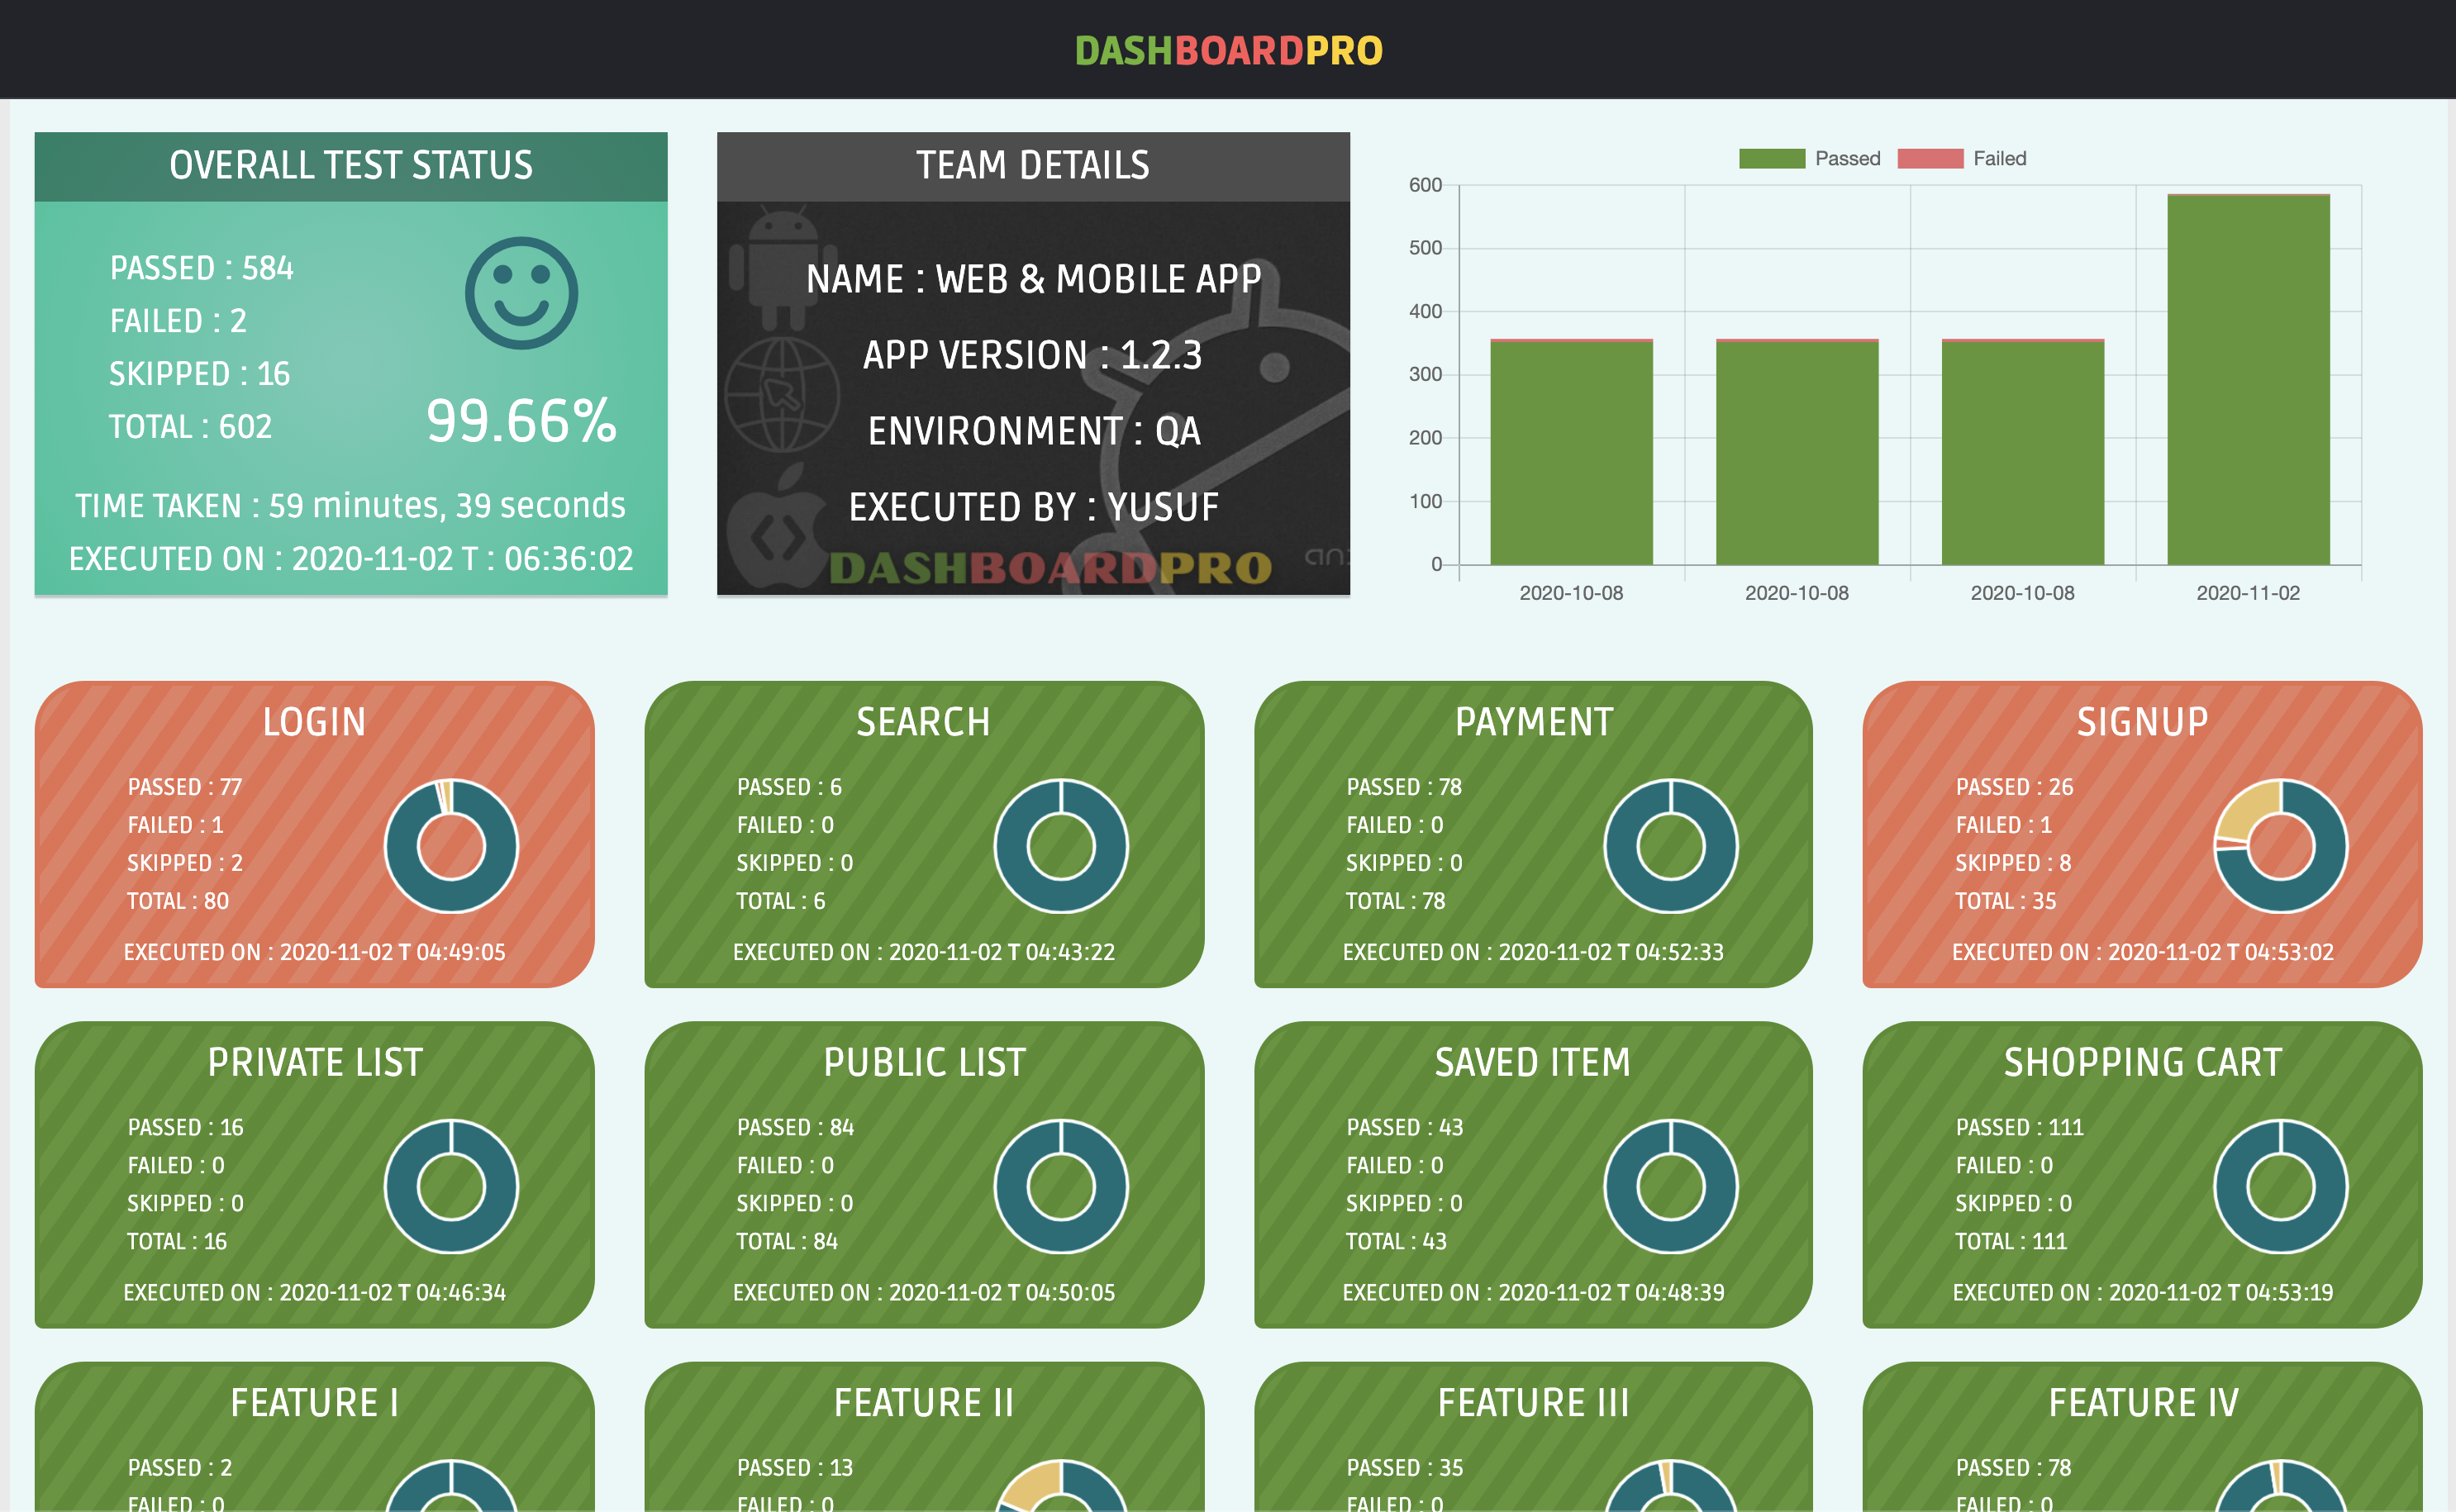 DASHBOARDPRO
OVERALL TEST STATUS
PASSED : 584
FAILED : 2
SKIPPED : 16
TOTAL : 602
99.66%
TIME TAKEN : 59 minutes, 39 seconds
EXECUTED ON : 2020-11-02 T : 06:36:02
TEAM DETAILS
NAME : WEB & MOBILE APP
APP VERSION : 1.2.3
ENVIRONMENT : QA
EXECUTED BY : YUSUF
DASHBOARDPRO
Passed Failed
600
500
400
300
200
100
0
2020-10-08 2020-10-08 2020-10-08 2020-11-02
LOGIN
PASSED : 77
FAILED : 1
SKIPPED : 2
TOTAL : 80
EXECUTED ON : 2020-11-02 T 04:49:05
SEARCH
PASSED : 6
FAILED : 0
SKIPPED : 0
TOTAL : 6
EXECUTED ON : 2020-11-02 T 04:43:22
PAYMENT
PASSED : 78
FAILED : 0
SKIPPED : 0
TOTAL : 78
EXECUTED ON : 2020-11-02 T 04:52:33
SIGNUP
PASSED : 26
FAILED : 1
SKIPPED : 8
TOTAL : 35
EXECUTED ON : 2020-11-02 T 04:53:02
PRIVATE LIST
PASSED : 16
FAILED : 0
SKIPPED : 0
TOTAL : 16
EXECUTED ON : 2020-11-02 T 04:46:34
PUBLIC LIST
PASSED : 84
FAILED : 0
SKIPPED : 0
TOTAL : 84
EXECUTED ON : 2020-11-02 T 04:50:05
SAVED ITEM
PASSED : 43
FAILED : 0
SKIPPED : 0
TOTAL : 43
EXECUTED ON : 2020-11-02 T 04:48:39
SHOPPING CART
PASSED : 111
FAILED : 0
SKIPPED : 0
TOTAL : 111
EXECUTED ON : 2020-11-02 T 04:53:19
FEATURE I
PASSED : 2
FAILED : 0
FEATURE II
PASSED : 13
FAILED : 0
FEATURE III
PASSED : 35
FAILED : 0
FEATURE IV
PASSED : 78
FAILED : 0